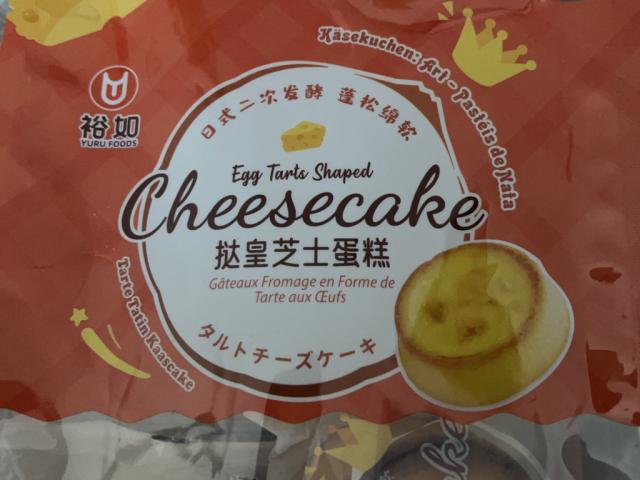 Käsekuchen: Art - Pastéis de Nata
裕如
YURU FOODS
日式二次发酵 蓬松绵软
Egg Tarts Shaped
Cheesecake
挞皇芝士蛋糕
Gâteaux Fromage en Forme de
Tarte aux Œufs
タルトチーズケーキ
Tarte Tatin Kaascake